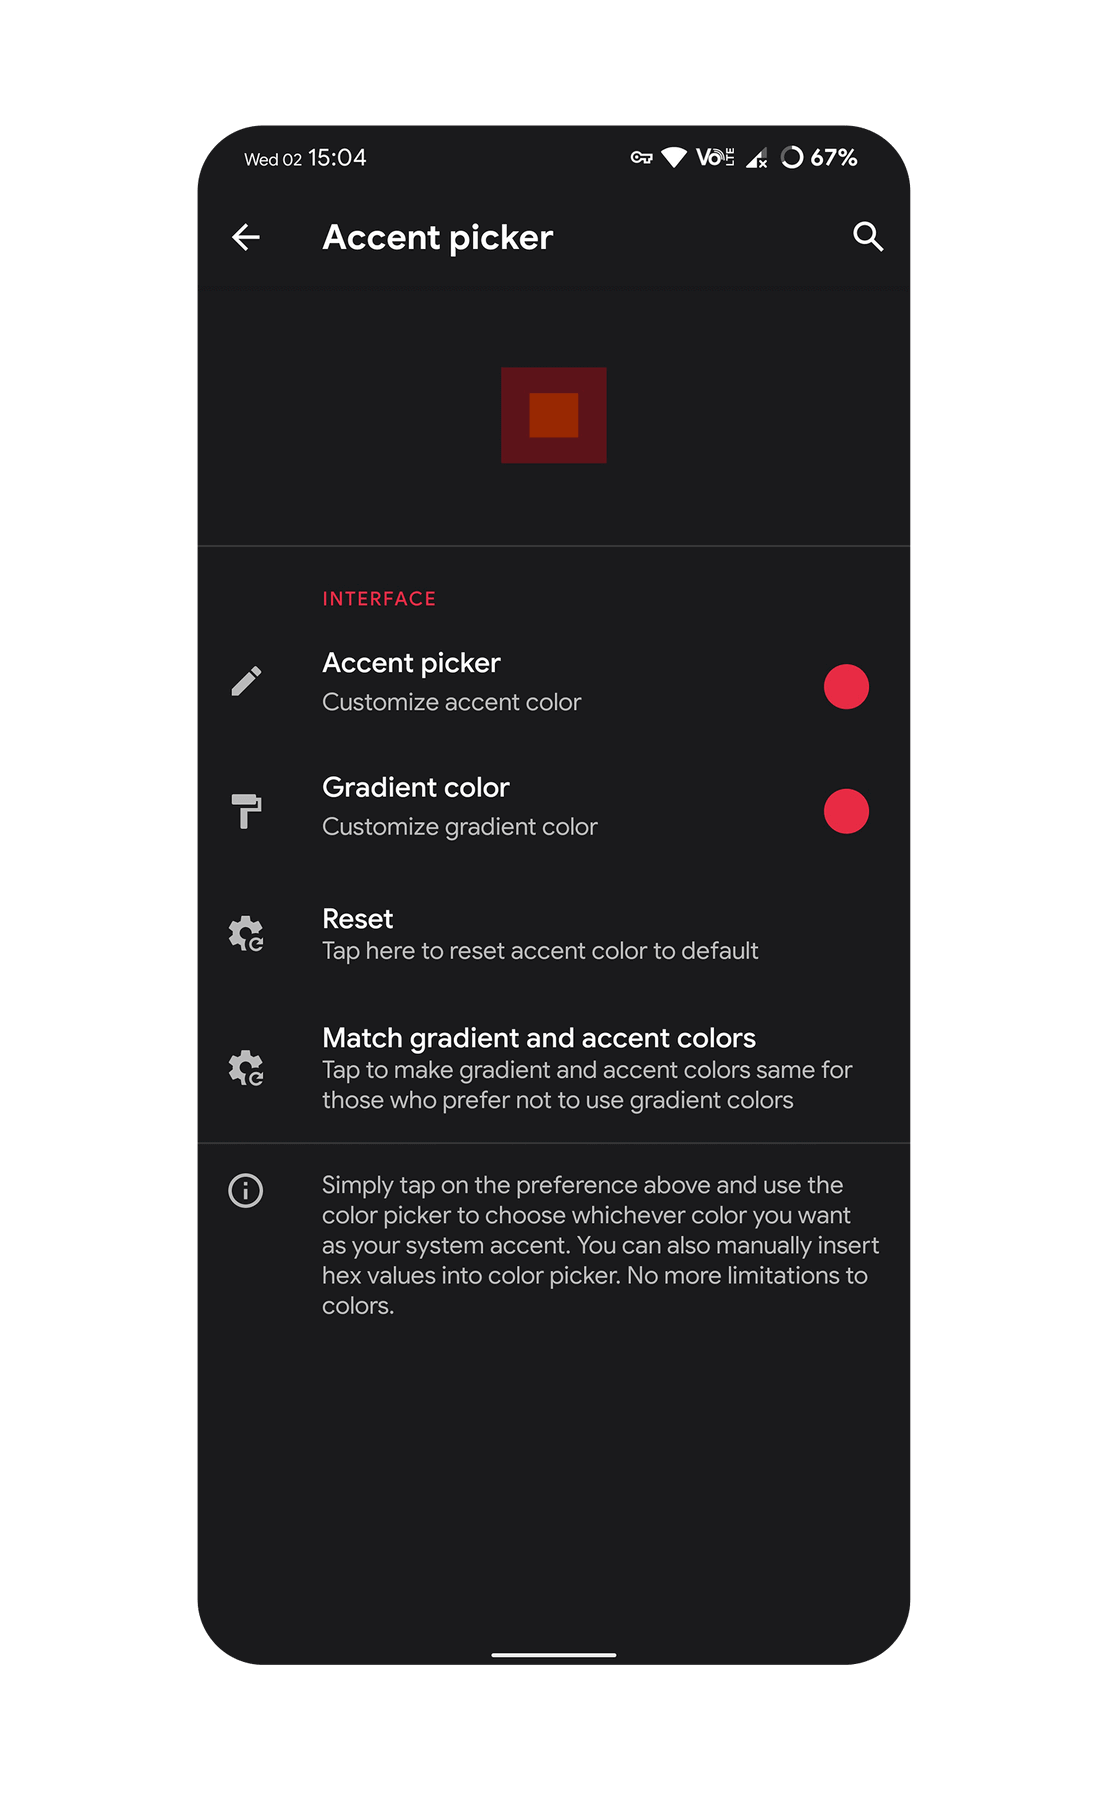 Wed 02 15:04 Vo LTE 67%
Accent picker
INTERFACE
Accent picker
Customize accent color
Gradient color
Customize gradient color
Reset
Tap here to reset accent color to default
Match gradient and accent colors
Tap to make gradient and accent colors same for
those who prefer not to use gradient colors
Simply tap on the preference above and use the
color picker to choose whichever color you want
as your system accent. You can also manually insert
hex values into color picker. No more limitations to
colors.